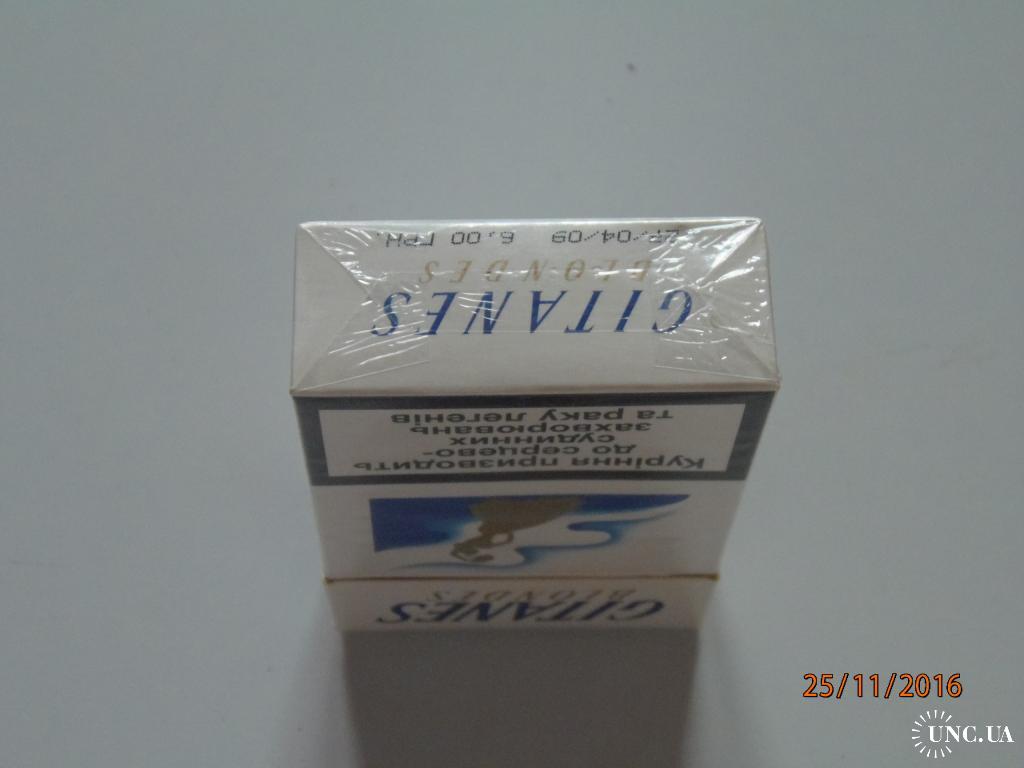 27/04/09 6,00 ГРН.
BLONDES
GITANES
Куріння призводить
до серцево-
судинних
захворювань
та раку легенів
GITANES
BLONDES
25/11/2016
UNC.UA